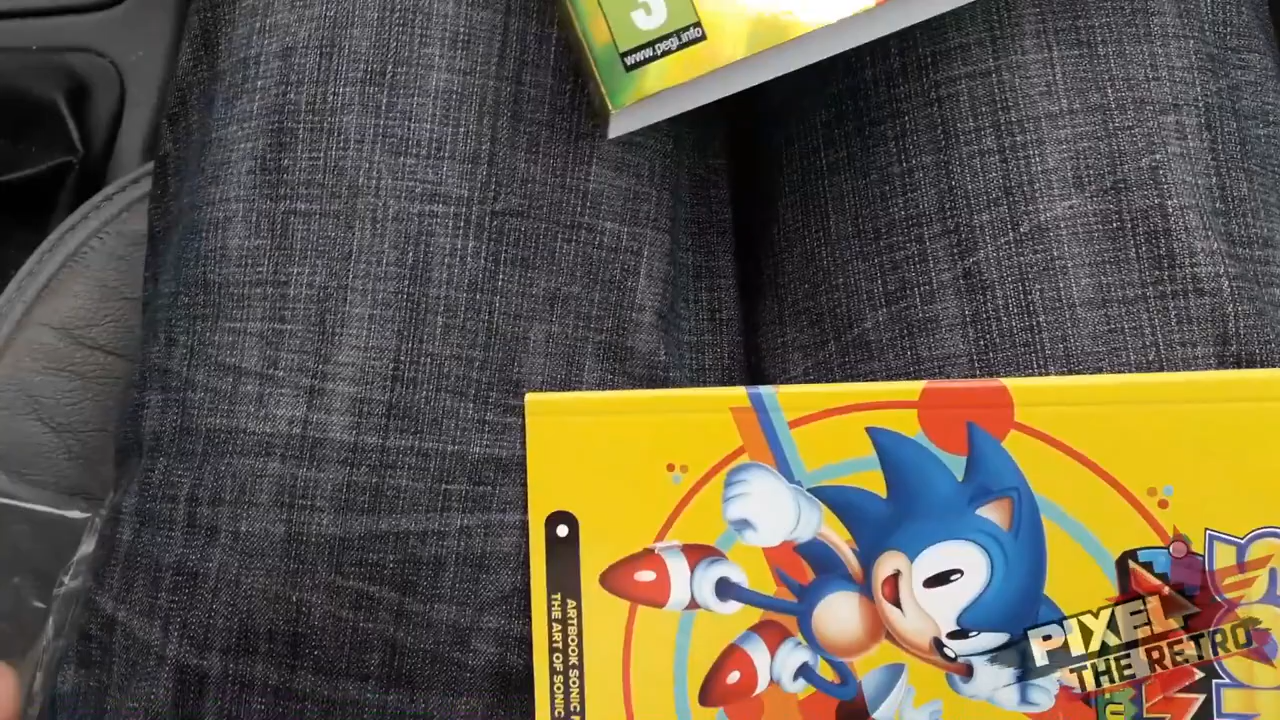 3
www.pegi.info
ARTBOOK SONIC
THE ART OF SONIC
PIXEL
THE RETRO